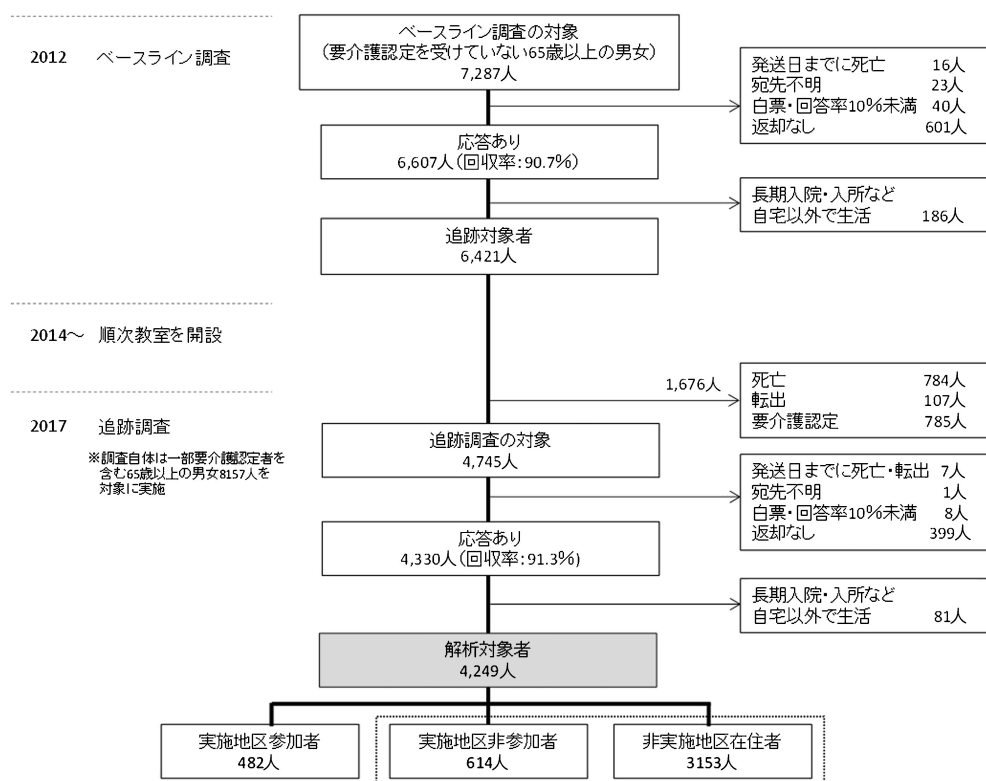 2012 ベースライン調査
ベースライン調査の対象
(要介護認定を受けていない65歳以上の男女)
7,287人
発送日までに死亡 16人
宛先不明 23人
白票・回答率10%未満 40人
返却なし 601人
応答あり
6,607人(回収率:90.7%)
長期入院・入所など
自宅以外で生活 186人
追跡対象者
6,421人
2014～ 順次教室を開設
1,676人
死亡 784人
転出 107人
要介護認定 785人
2017 追跡調査
※調査自体は一部要介護認定者を
含む65歳以上の男女8157人を
対象に実施
追跡調査の対象
4,745人
発送日までに死亡・転出 7人
宛先不明 1人
白票・回答率10%未満 8人
返却なし 399人
応答あり
4,330人(回収率:91.3%)
長期入院・入所など
自宅以外で生活 81人
解析対象者
4,249人
実施地区参加者
482人
実施地区非参加者
614人
非実施地区在住者
3153人